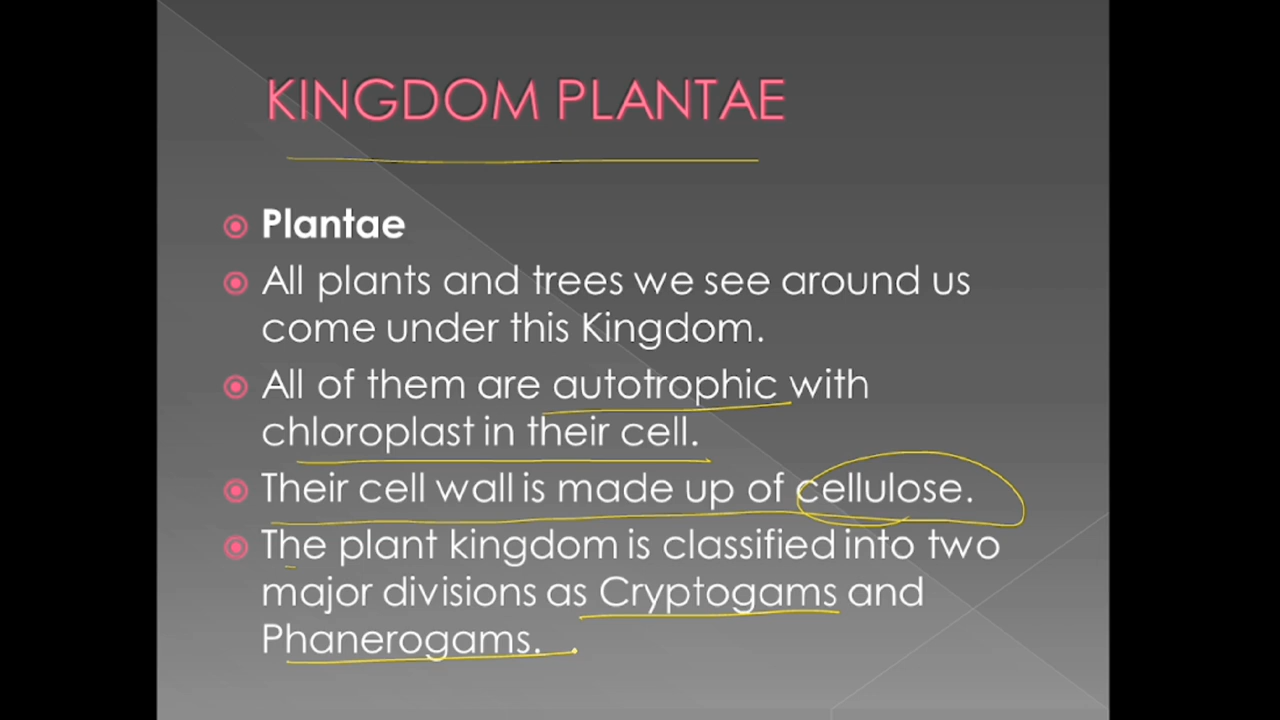 KINGDOM PLANTAE
Plantae
All plants and trees we see around us
come under this Kingdom.
All of them are autotrophic with
chloroplast in their cell.
Their cell wall is made up of cellulose.
The plant kingdom is classified into two
major divisions as Cryptogams and
Phanerogams.